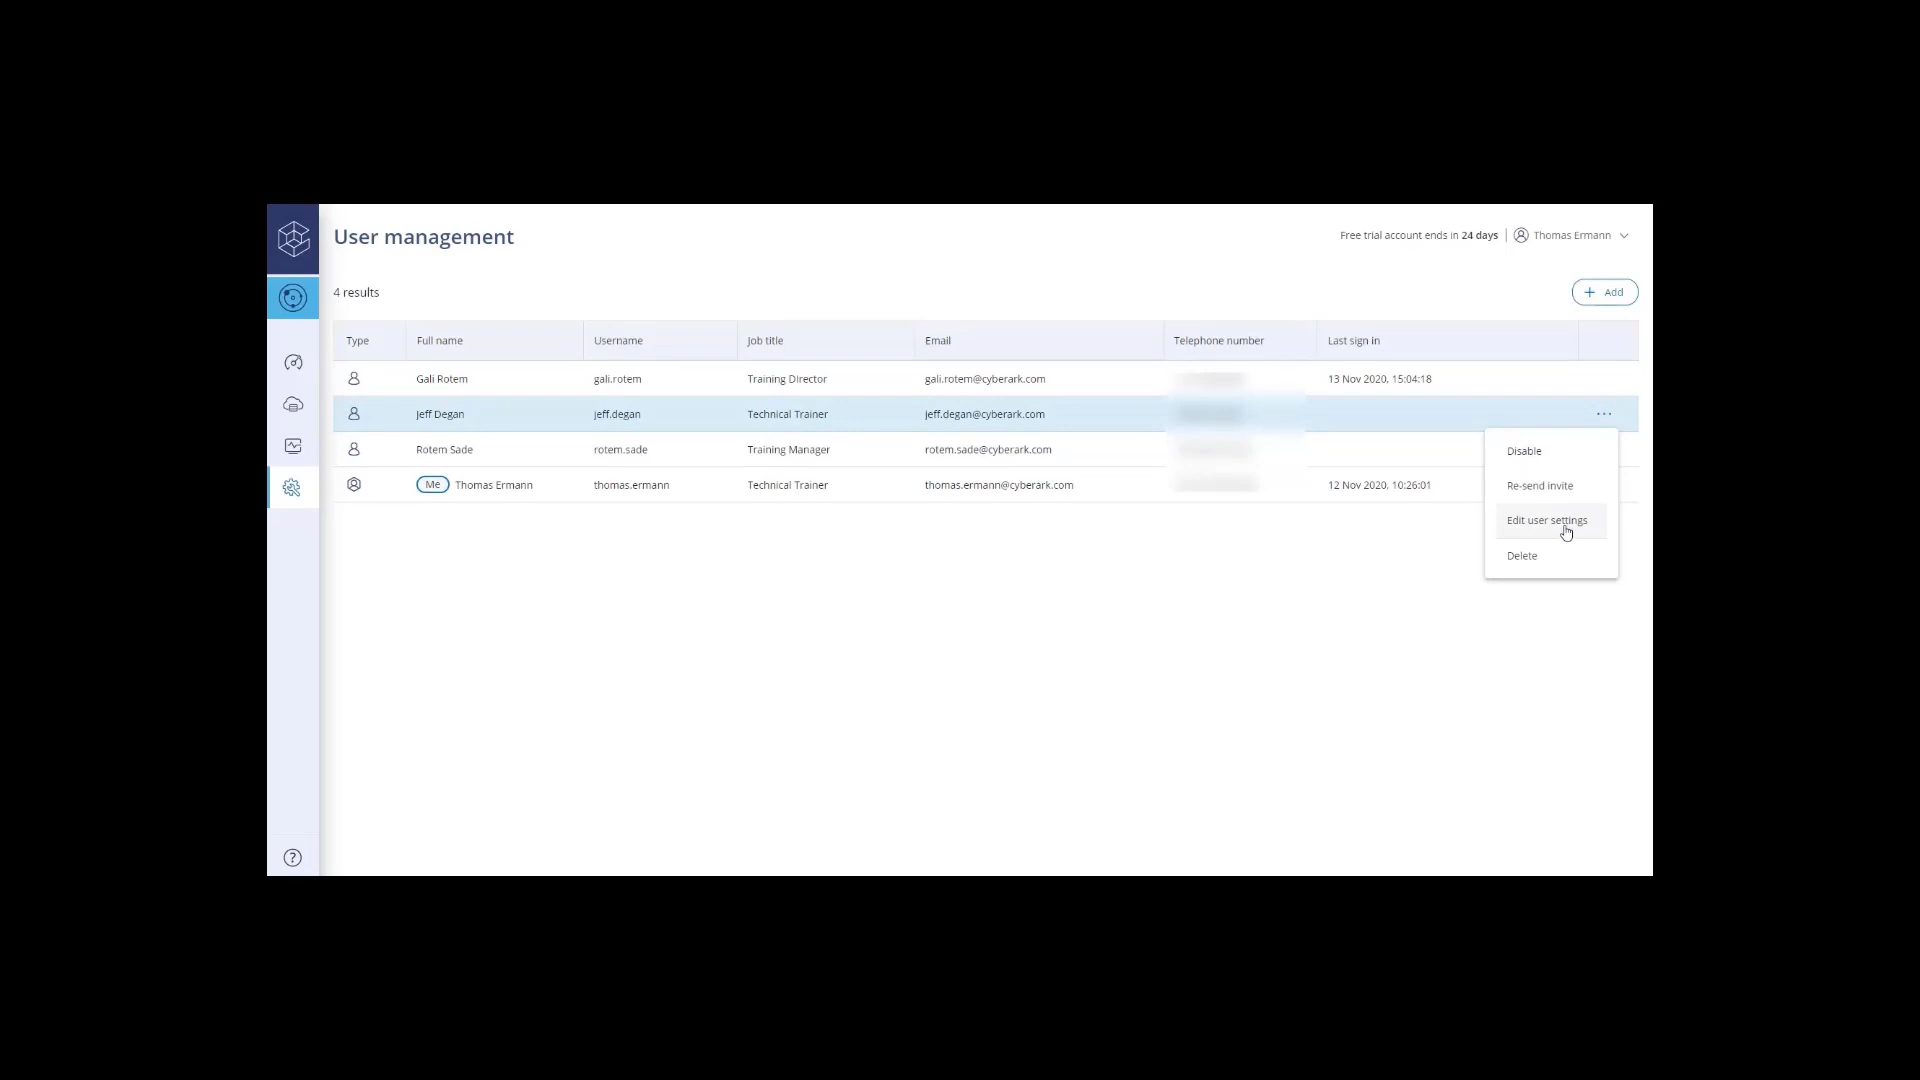 User management
Free trial account ends in 24 days | Thomas Ermann
4 results
+ Add
Type Full name Username Job title Email Telephone number Last sign in
Gali Rotem gali.rotem Training Director gali.rotem@cyberark.com 13 Nov 2020, 15:04:18
Jeff Degan jeff.degan Technical Trainer jeff.degan@cyberark.com ...
Rotem Sade rotem.sade Training Manager rotem.sade@cyberark.com
Me Thomas Ermann thomas.ermann Technical Trainer thomas.ermann@cyberark.com 12 Nov 2020, 10:26:01
Disable
Re-send invite
Edit user settings
Delete
?